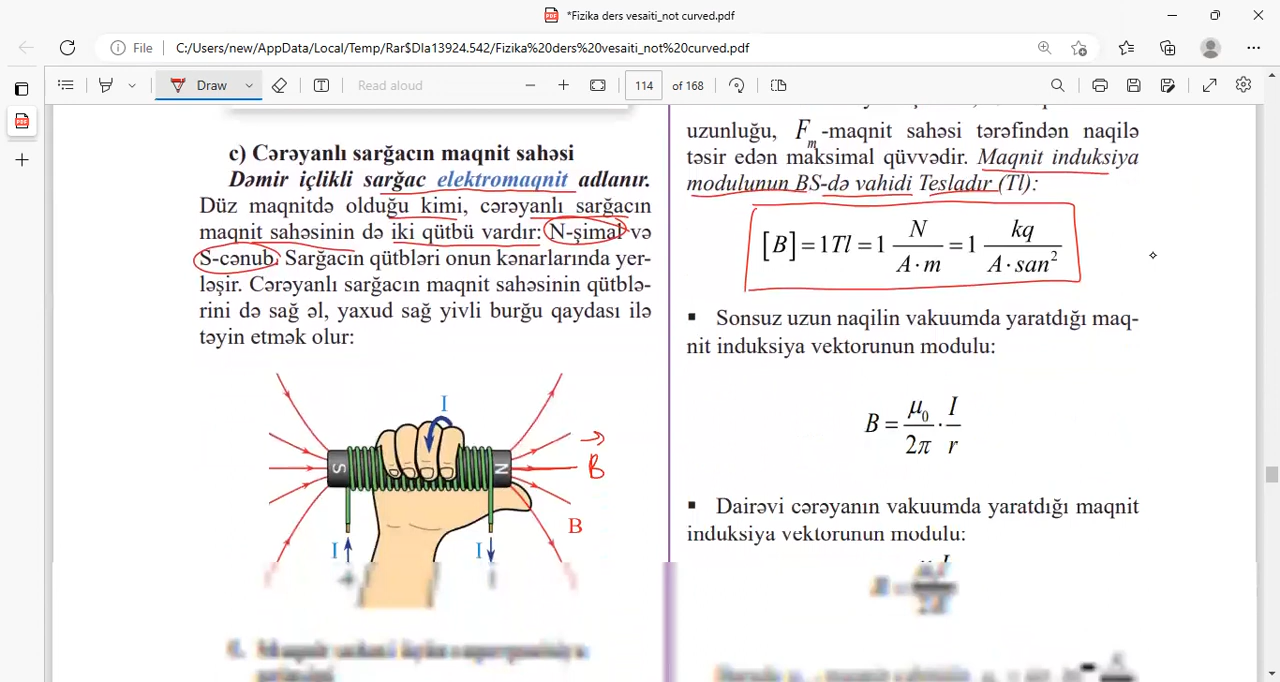 *Fizika ders vesaiti_not curved.pdf
File
C:/Users/new/AppData/Local/Temp/Rar$DIa13924.542/Fizika%20ders%20vesaiti_not%20curved.pdf
Draw
Read aloud
114 of 168
c) Cərəyanlı sarğacın maqnit sahəsi
Dəmir içlikli sarğac elektromaqnit adlanır.
Düz maqnitdə olduğu kimi, cərəyanlı sarğacın
maqnit sahəsinin də iki qütbü vardır: N-şimal və
S-cənub. Sarğacın qütbləri onun kənarlarında yer-
ləşir. Cərəyanlı sarğacın maqnit sahəsinin qütblə-
rini də sağ əl, yaxud sağ yivli burğu qaydası ilə
təyin etmək olur:
I
S
N
B
B
I
I
uzunluğu, Fm -maqnit sahəsi tərəfindən naqilə
təsir edən maksimal qüvvədir. Maqnit induksiya
modulunun BS-də vahidi Tesladır (Tl):
[B] = 1Tl = 1 N / A · m = 1 kq / A · san²
▪ Sonsuz uzun naqilin vakuumda yaratdığı maq-
nit induksiya vektorunun modulu:
B = μ₀ / 2π · I / r
▪ Dairəvi cərəyanın vakuumda yaratdığı maqnit
induksiya vektorunun modulu: